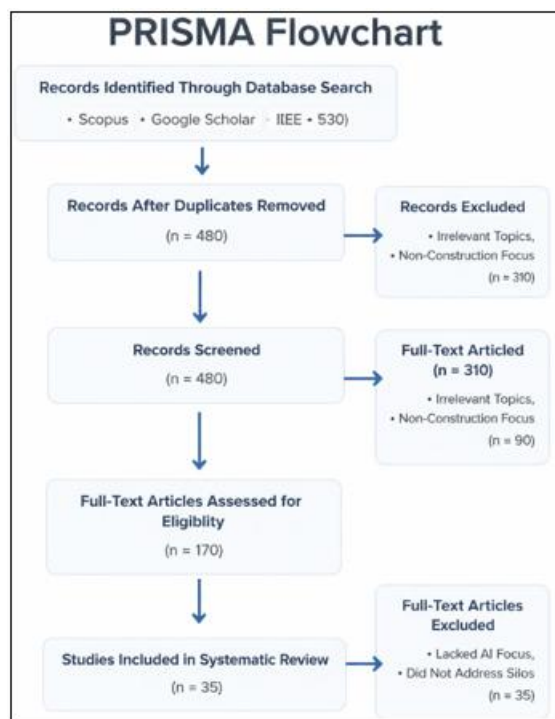 PRISMA Flowchart
Records Identified Through Database Search
• Scopus • Google Scholar · IIEE • 530)
Records After Duplicates Removed
(n = 480)
Records Excluded
• Irrelevant Topics,
• Non-Construction Focus
(n = 310)
Records Screened
(n = 480)
Full-Text Articled
(n = 310)
• Irrelevant Topics,
• Non-Construction Focus
(n = 90)
Full-Text Articles Assessed for
Eligiblity
(n = 170)
Full-Text Articles
Excluded
• Lacked AI Focus,
• Did Not Address Silos
(n = 35)
Studies Included in Systematic Review
(n = 35)